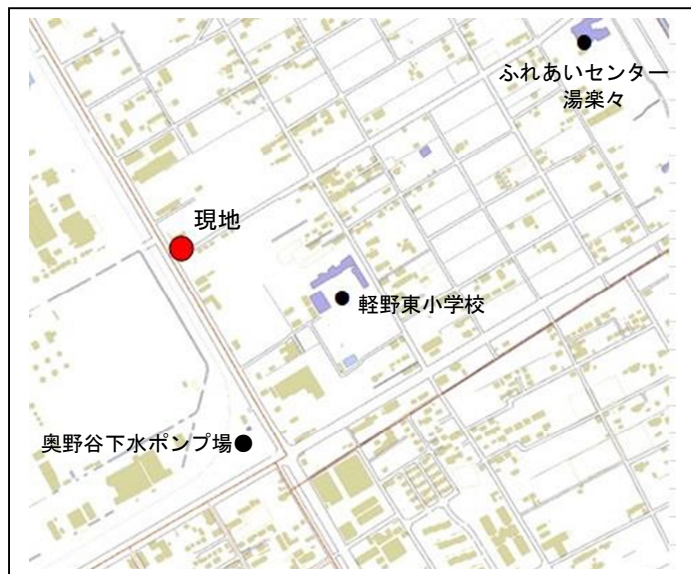 ふれあいセンター
湯楽々
現地
軽野東小学校
奥野谷下水ポンプ場